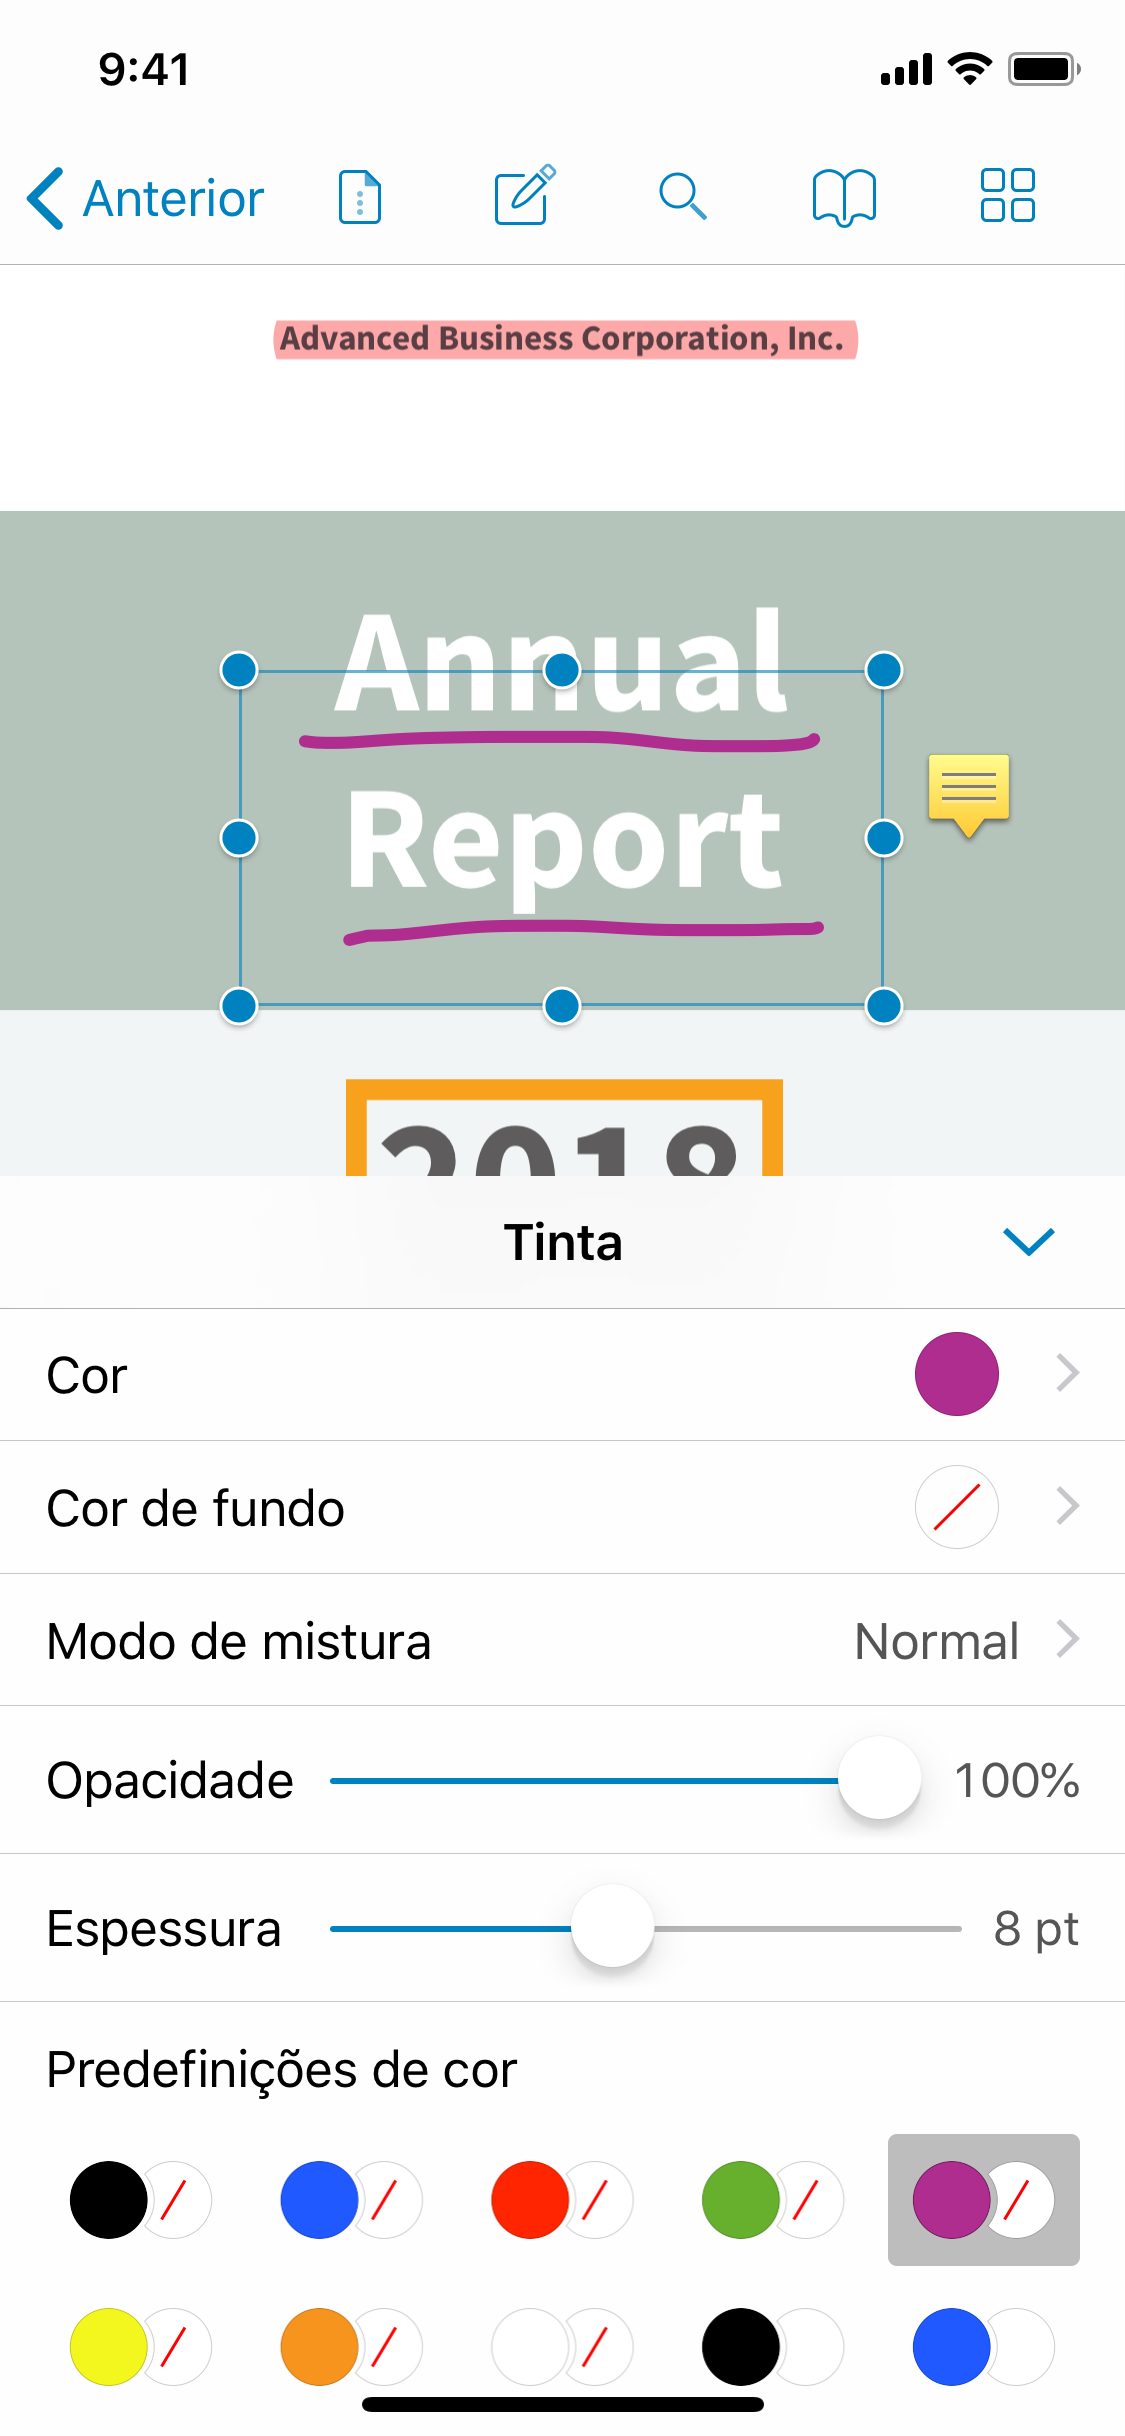 9:41
Anterior
Advanced Business Corporation, Inc.
Annual
Report
2018
Tinta
Cor
Cor de fundo
Modo de mistura Normal
Opacidade 100%
Espessura 8 pt
Predefinições de cor